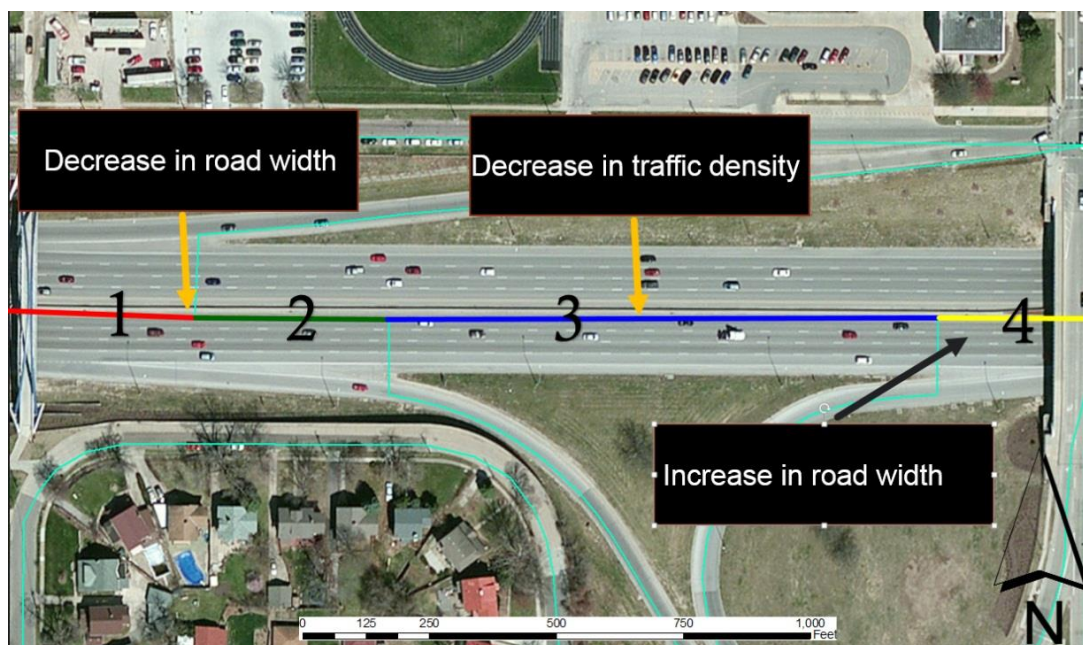 Decrease in road width
Decrease in traffic density
1
2
3
4
Increase in road width
0 125 250 500 750 1,000
Feet
N